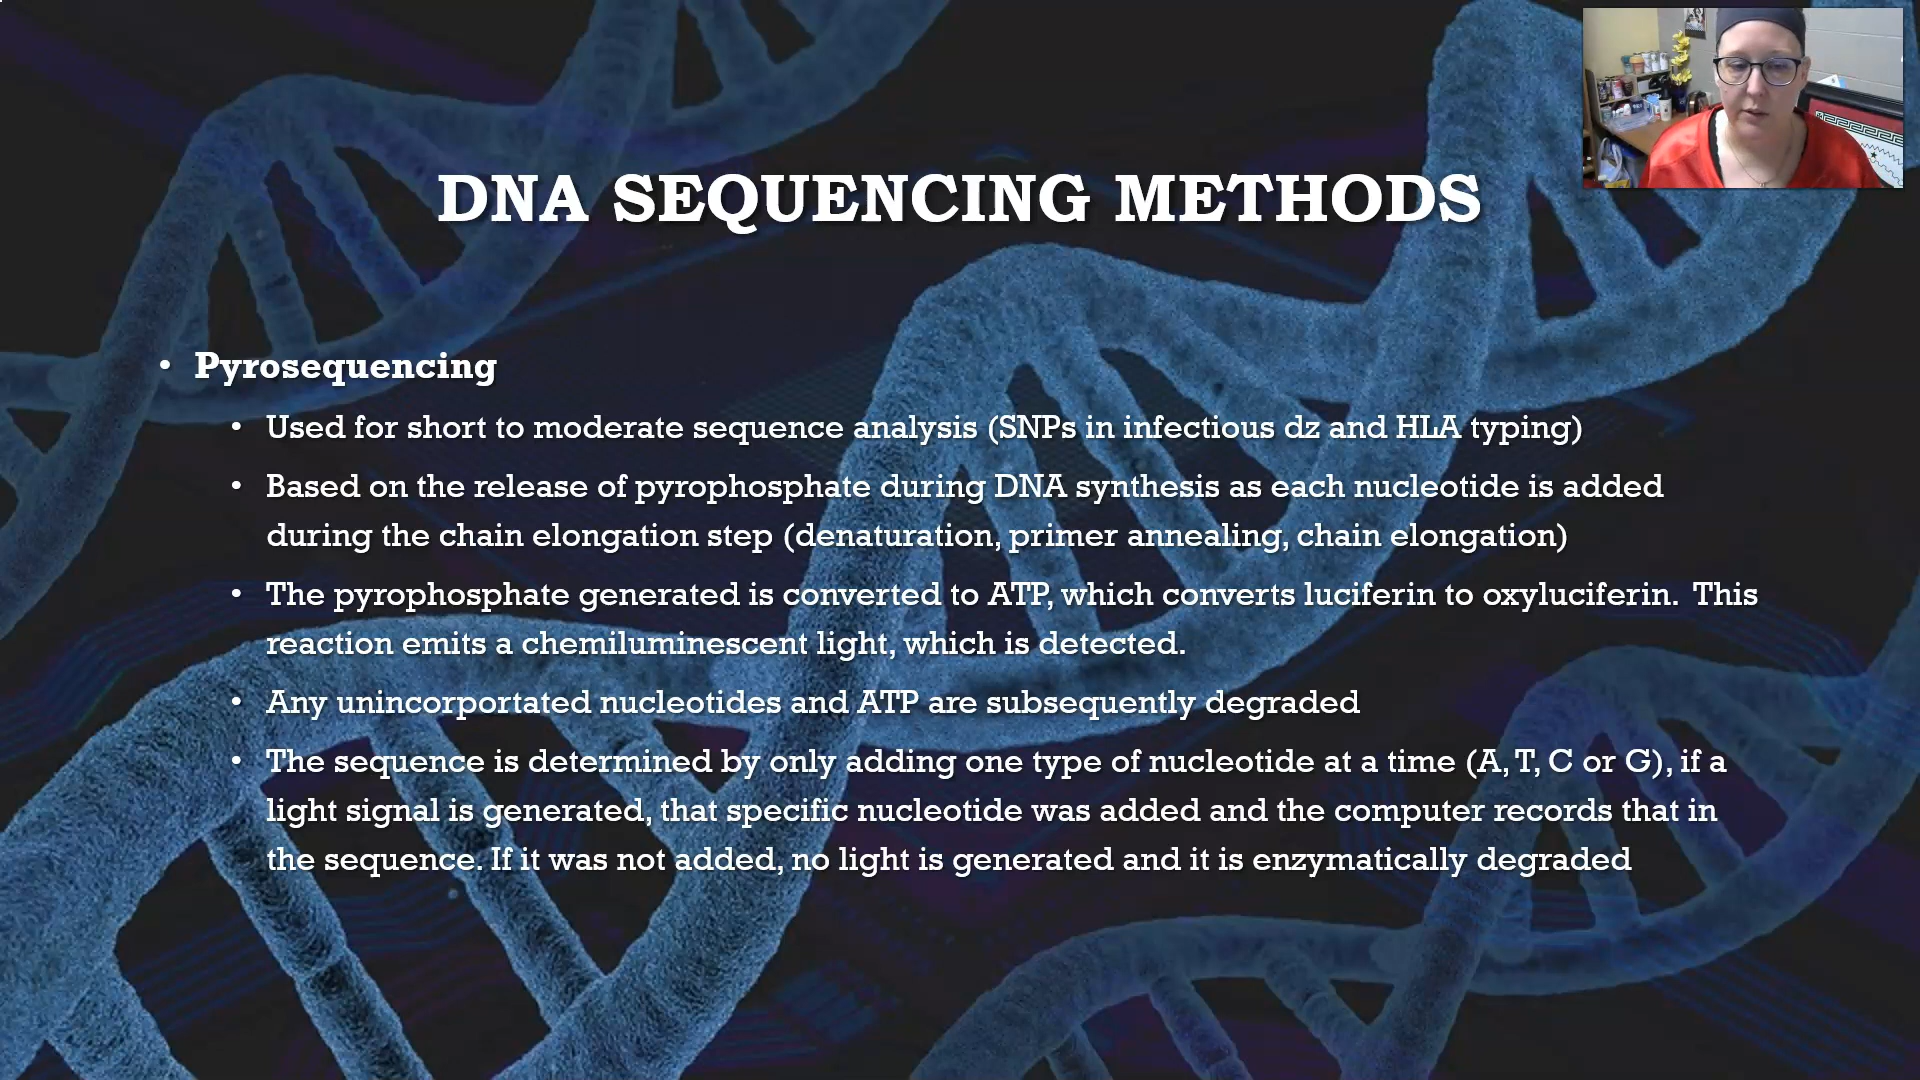 DNA SEQUENCING METHODS
• Pyrosequencing
• Used for short to moderate sequence analysis (SNPs in infectious dz and HLA typing)
• Based on the release of pyrophosphate during DNA synthesis as each nucleotide is added
during the chain elongation step (denaturation, primer annealing, chain elongation)
• The pyrophosphate generated is converted to ATP, which converts luciferin to oxyluciferin.  This
reaction emits a chemiluminescent light, which is detected.
• Any unincorportated nucleotides and ATP are subsequently degraded
• The sequence is determined by only adding one type of nucleotide at a time (A, T, C or G), if a
light signal is generated, that specific nucleotide was added and the computer records that in
the sequence. If it was not added, no light is generated and it is enzymatically degraded